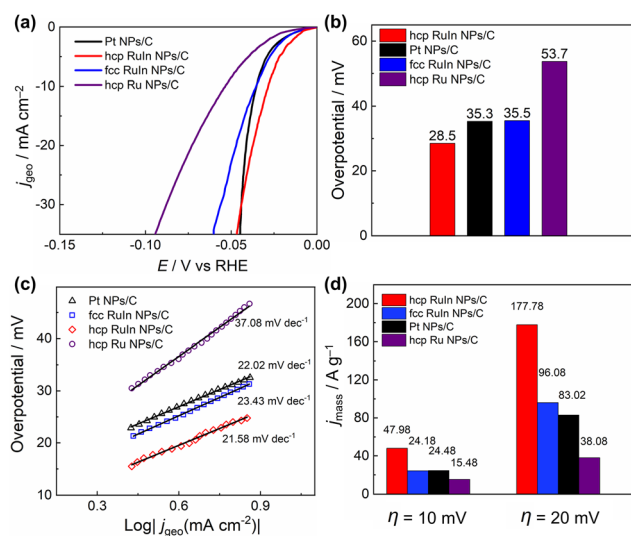 (a)
Pt NPs/C
hcp RuIn NPs/C
fcc RuIn NPs/C
hcp Ru NPs/C
j geo / mA cm⁻²
0
-10
-20
-30
-0.15
-0.10
-0.05
0.00
E / V vs RHE
(b)
hcp RuIn NPs/C
Pt NPs/C
fcc RuIn NPs/C
hcp Ru NPs/C
Overpotential / mV
60
40
20
0
28.5
35.3
35.5
53.7
(c)
Pt NPs/C
fcc RuIn NPs/C
hcp RuIn NPs/C
hcp Ru NPs/C
Overpotential / mV
50
40
30
20
10
37.08 mV dec⁻¹
22.02 mV dec⁻¹
23.43 mV dec⁻¹
21.58 mV dec⁻¹
0.3
0.6
0.9
Log| jgeo(mA cm⁻²)|
(d)
hcp RuIn NPs/C
fcc RuIn NPs/C
Pt NPs/C
hcp Ru NPs/C
jmass / A g⁻¹
200
160
120
80
40
0
47.98
24.18
24.48
15.48
177.78
96.08
83.02
38.08
η = 10 mV
η = 20 mV